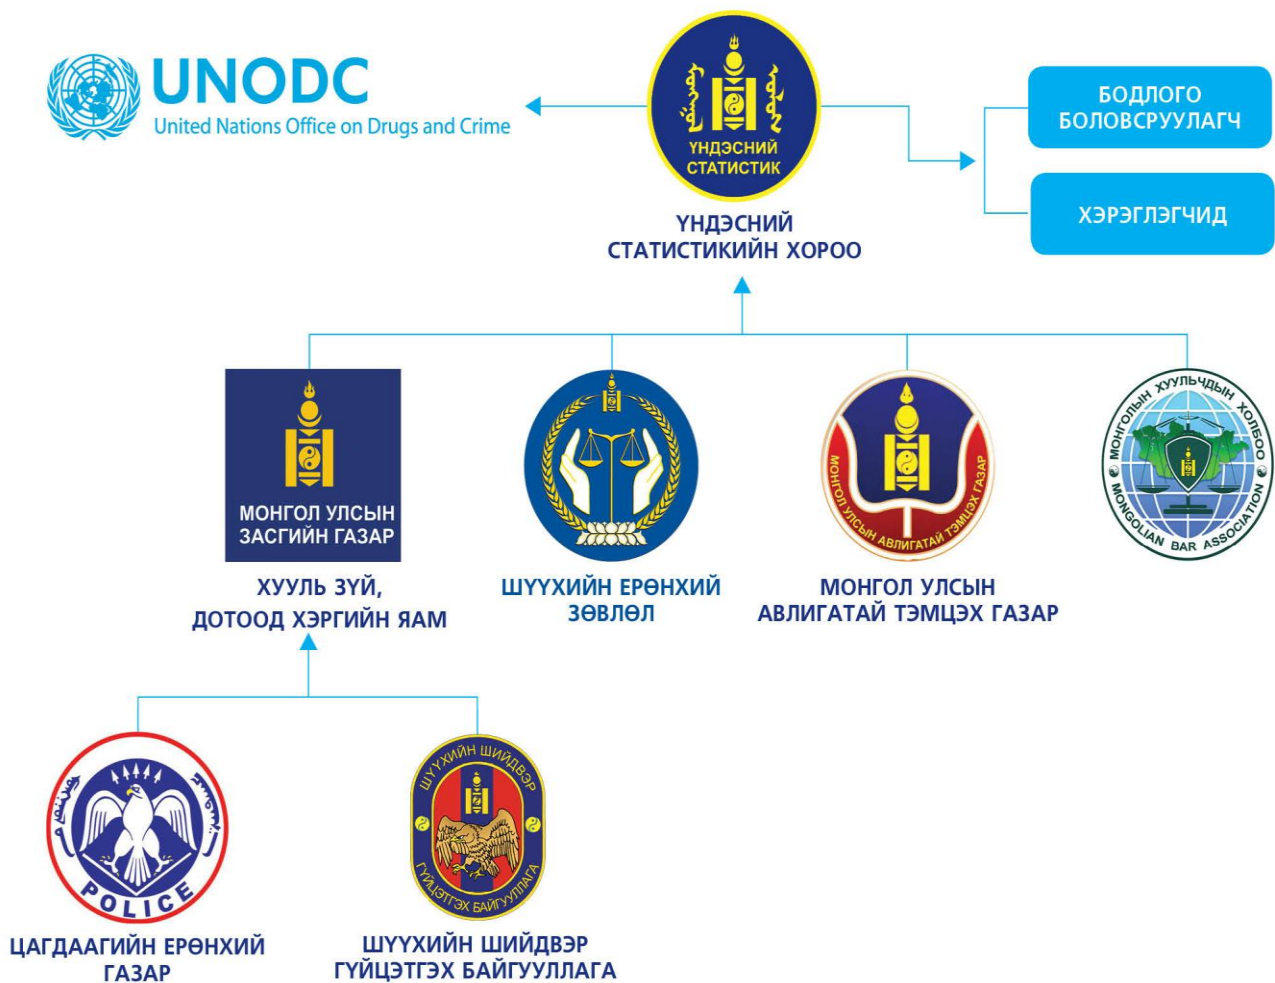 UNODC
United Nations Office on Drugs and Crime
ҮНДЭСНИЙ
СТАТИСТИК
ҮНДЭСНИЙ
СТАТИСТИКИЙН ХОРОО
БОДЛОГО
БОЛОВСРУУЛАГЧ
ХЭРЭГЛЭГЧИД
МОНГОЛ УЛСЫН
ЗАСГИЙН ГАЗАР
ХУУЛЬ ЗҮЙ,
ДОТООД ХЭРГИЙН ЯАМ
ШҮҮХИЙН ЕРӨНХИЙ
ЗӨВЛӨЛ
МОНГОЛ УЛСЫН АВЛИГАТАЙ ТЭМЦЭХ ГАЗАР
МОНГОЛ УЛСЫН
АВЛИГАТАЙ ТЭМЦЭХ ГАЗАР
МОНГОЛЫН ХУУЛЬЧДЫН ХОЛБОО
MONGOLIAN BAR ASSOCIATION
POLICE
ЦАГДААГИЙН ЕРӨНХИЙ
ГАЗАР
ШҮҮХИЙН ШИЙДВЭР
ГҮЙЦЭТГЭХ БАЙГУУЛЛАГА
ШҮҮХИЙН ШИЙДВЭР
ГҮЙЦЭТГЭХ БАЙГУУЛЛАГА